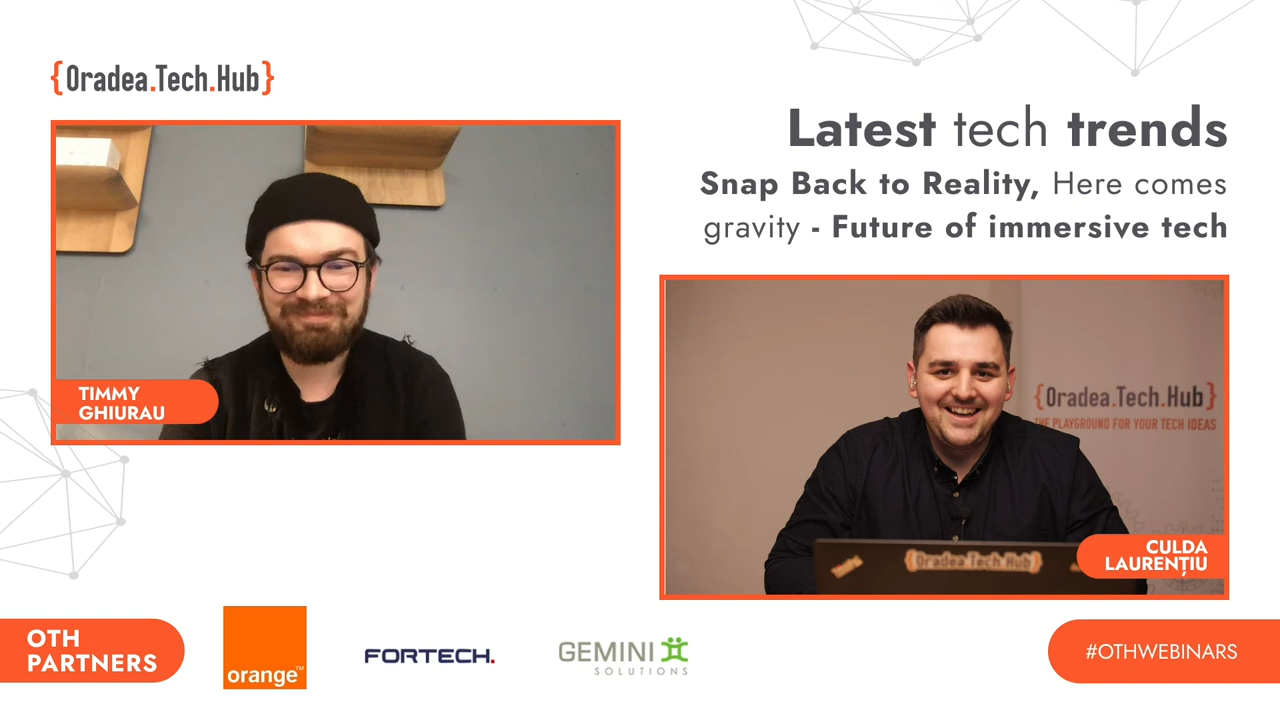 {Oradea.Tech.Hub}
Latest tech trends
Snap Back to Reality, Here comes
gravity - Future of immersive tech
TIMMY
GHIURAU
{Oradea.Tech.Hub}
THE PLAYGROUND FOR YOUR TECH IDEAS
{Oradea.Tech.Hub}
CULDA
LAURENȚIU
OTH
PARTNERS
orange™
FORTECH.
GEMINI
SOLUTIONS
#OTHWEBINARS